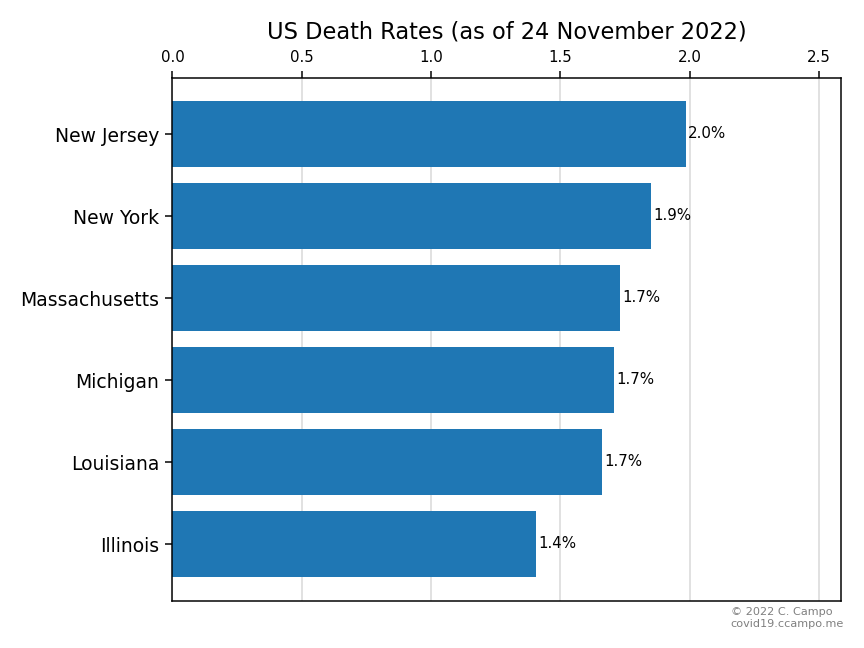 US Death Rates (as of 24 November 2022)
0.0 0.5 1.0 1.5 2.0 2.5
New Jersey 2.0%
New York 1.9%
Massachusetts 1.7%
Michigan 1.7%
Louisiana 1.7%
Illinois 1.4%
© 2022 C. Campo
covid19.ccampo.me